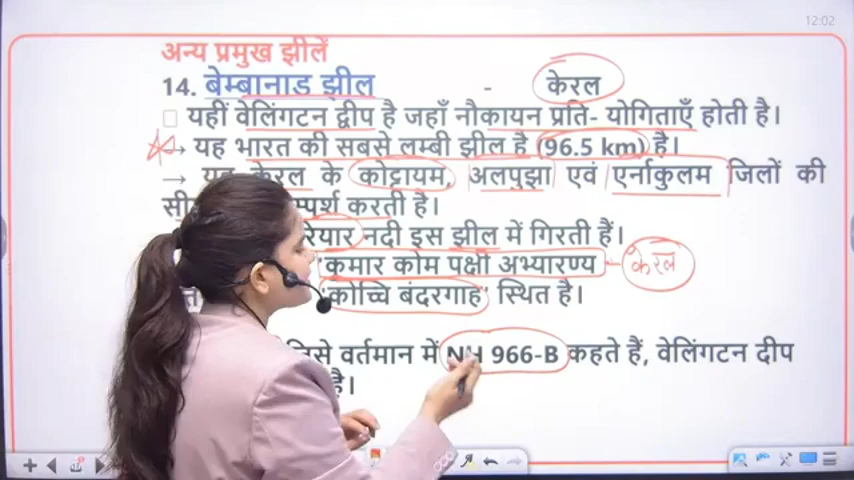 12:02
अन्य प्रमुख झीलें
14. बेम्बानाड झील - केरल
यहीं वेलिंगटन द्वीप है जहाँ नौकायन प्रति- योगिताएँ होती है।
→ यह भारत की सबसे लम्बी झील है (96.5 km) है।
→ यह केरल के कोट्टायम, अलपुझा एवं एर्नाकुलम जिलों की
म्पर्श करती है।
रियार नदी इस झील में गिरती हैं।
'कुमार कोम पक्षी अभ्यारण्य - केरल
"कोच्चि बंदरगाह" स्थित है।
वर्तमान में NH 966-B कहते हैं, वेलिंगटन दीप
है।